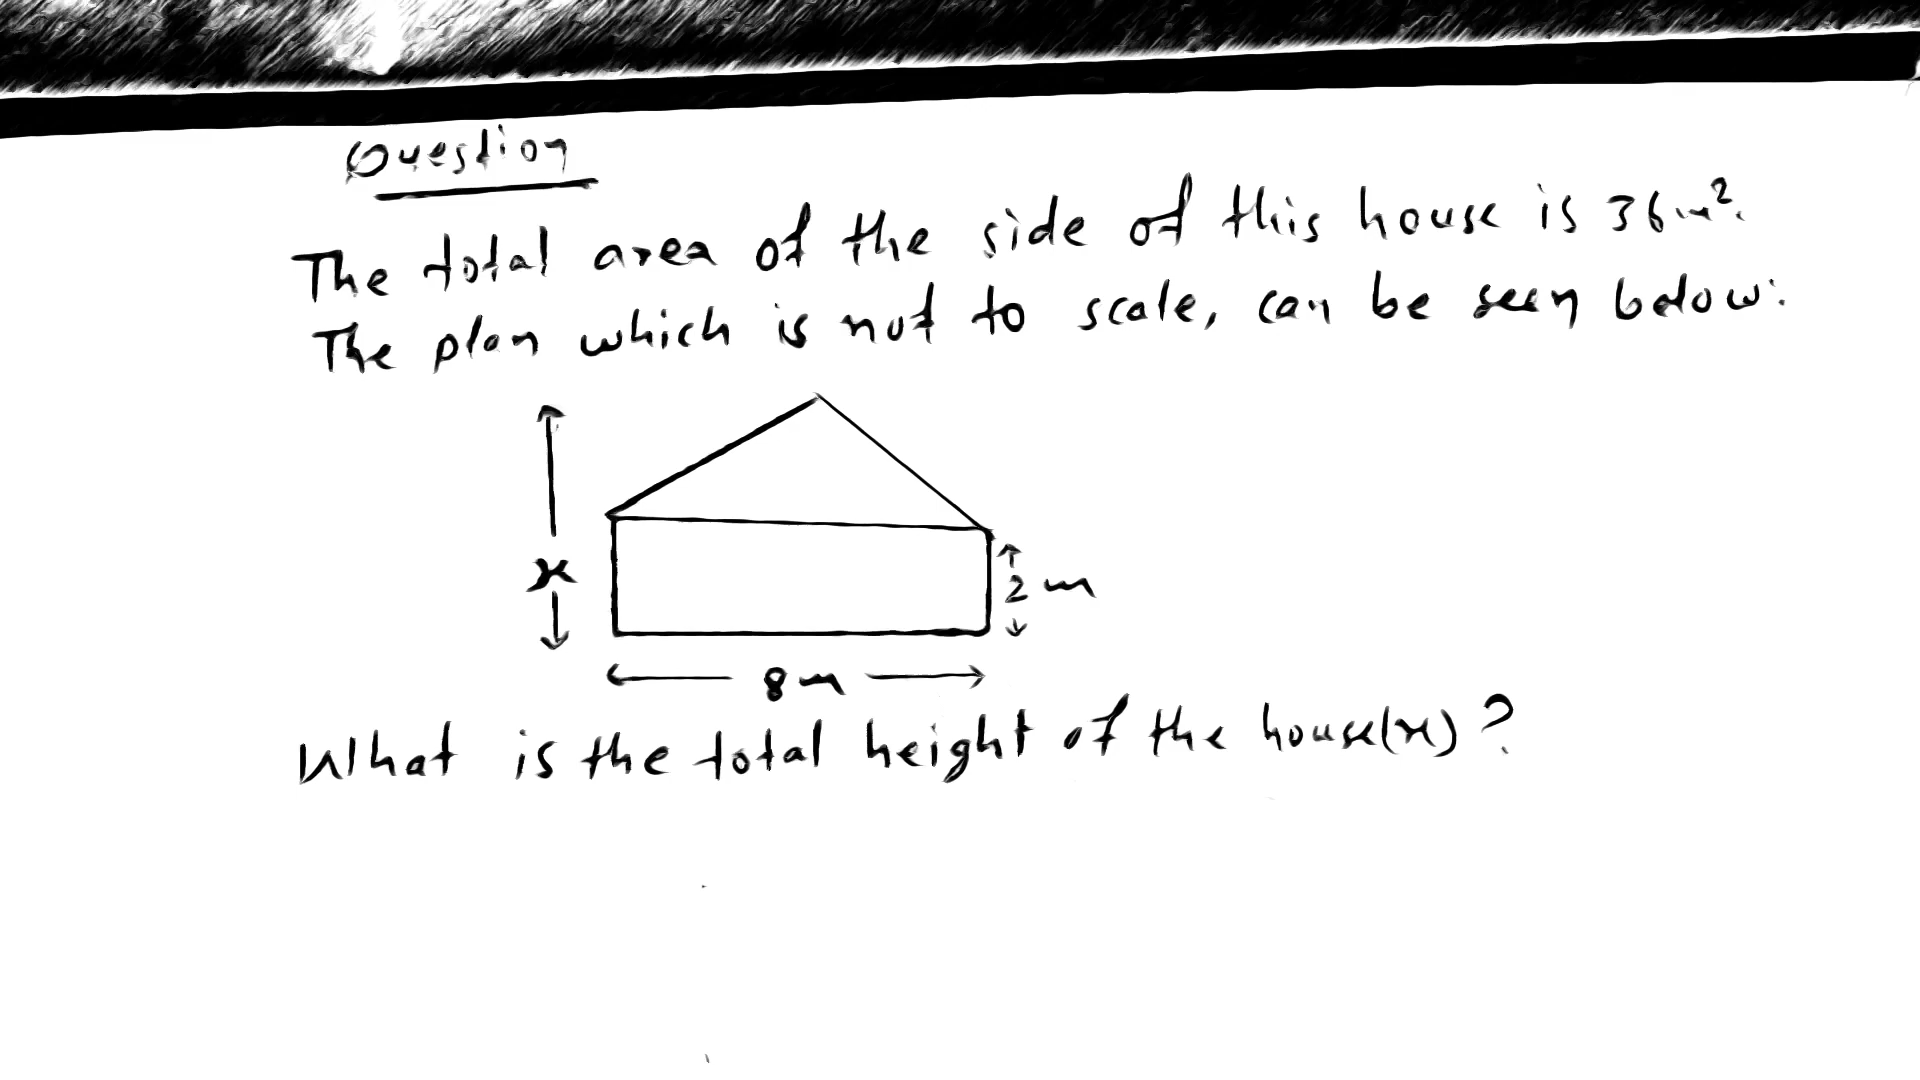 Question
The total area of the side of this house is 36m².
The plan which is not to scale, can be seen below:
x
2m
8m
What is the total height of the house(x)?